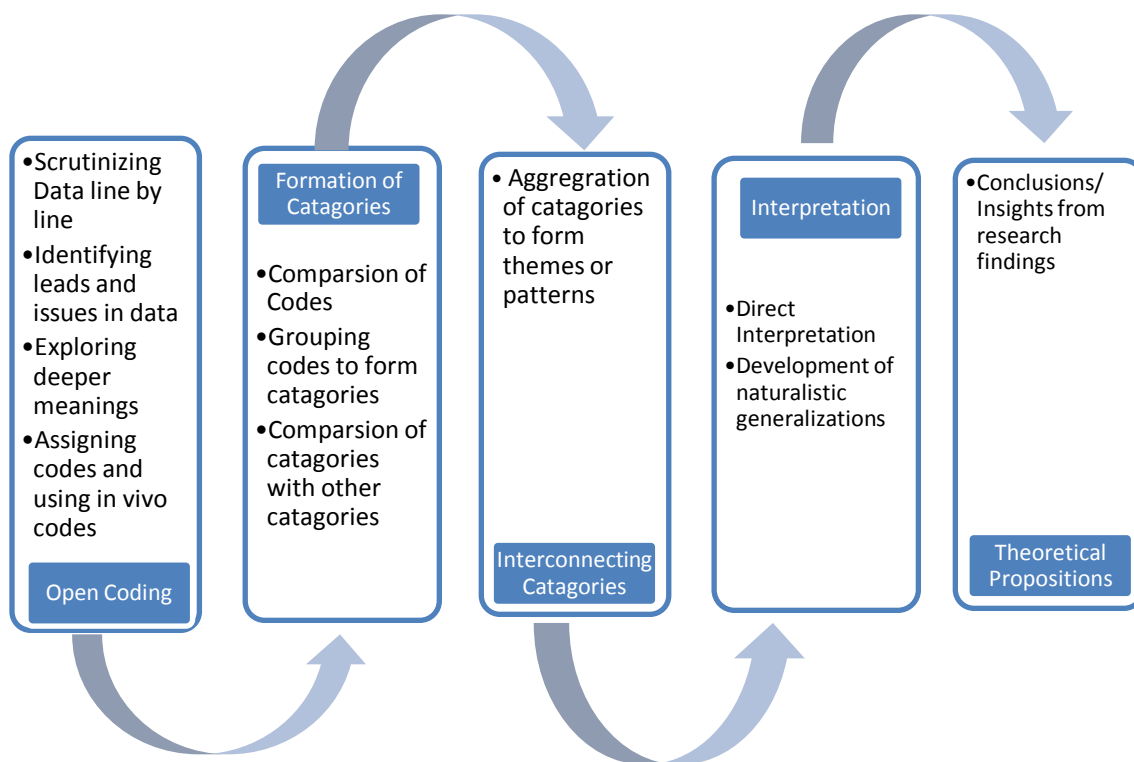 •Scrutinizing
Data line by
line
•Identifying
leads and
issues in data
•Exploring
deeper
meanings
•Assigning
codes and
using in vivo
codes
Open Coding
Formation of
Catagories
•Comparsion of
Codes
•Grouping
codes to form
catagories
•Comparsion of
catagories
with other
catagories
• Aggregration
of catagories
to form
themes or
patterns
Interconnecting
Catagories
Interpretation
•Direct
Interpretation
•Development of
naturalistic
generalizations
•Conclusions/
Insights from
research
findings
Theoretical
Propositions